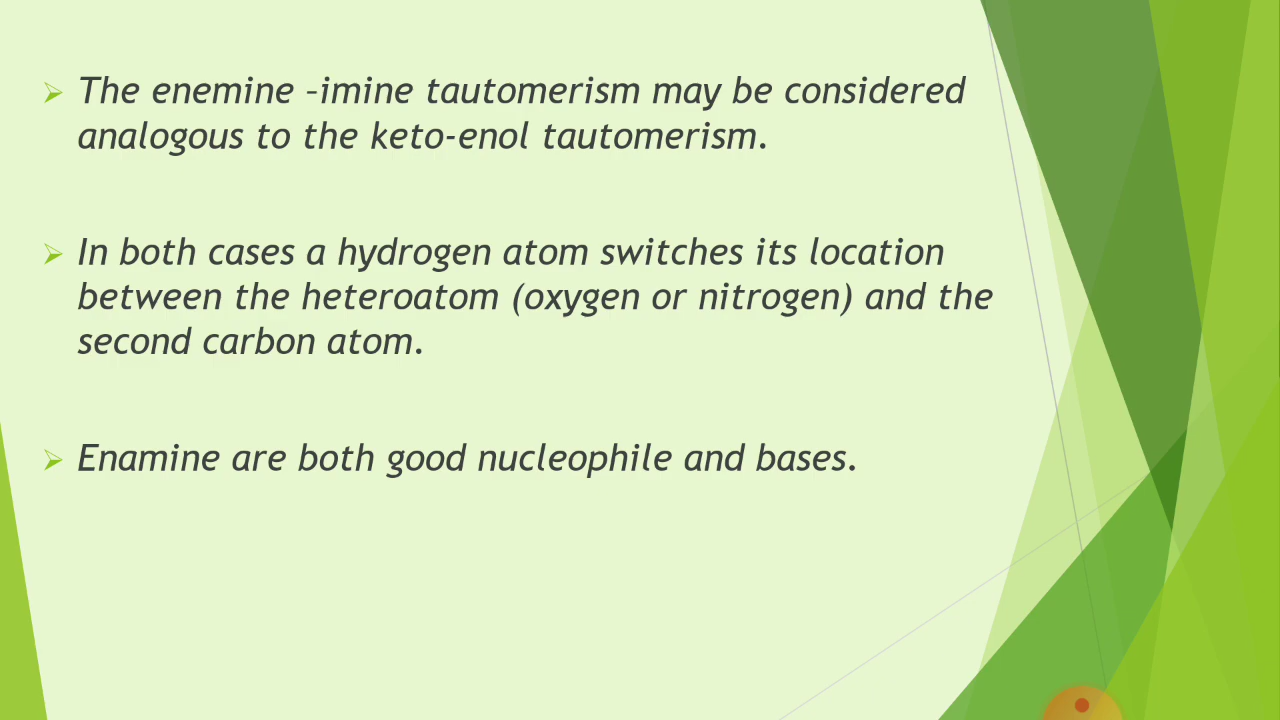 The enemine –imine tautomerism may be considered
analogous to the keto-enol tautomerism.
In both cases a hydrogen atom switches its location
between the heteroatom (oxygen or nitrogen) and the
second carbon atom.
Enamine are both good nucleophile and bases.